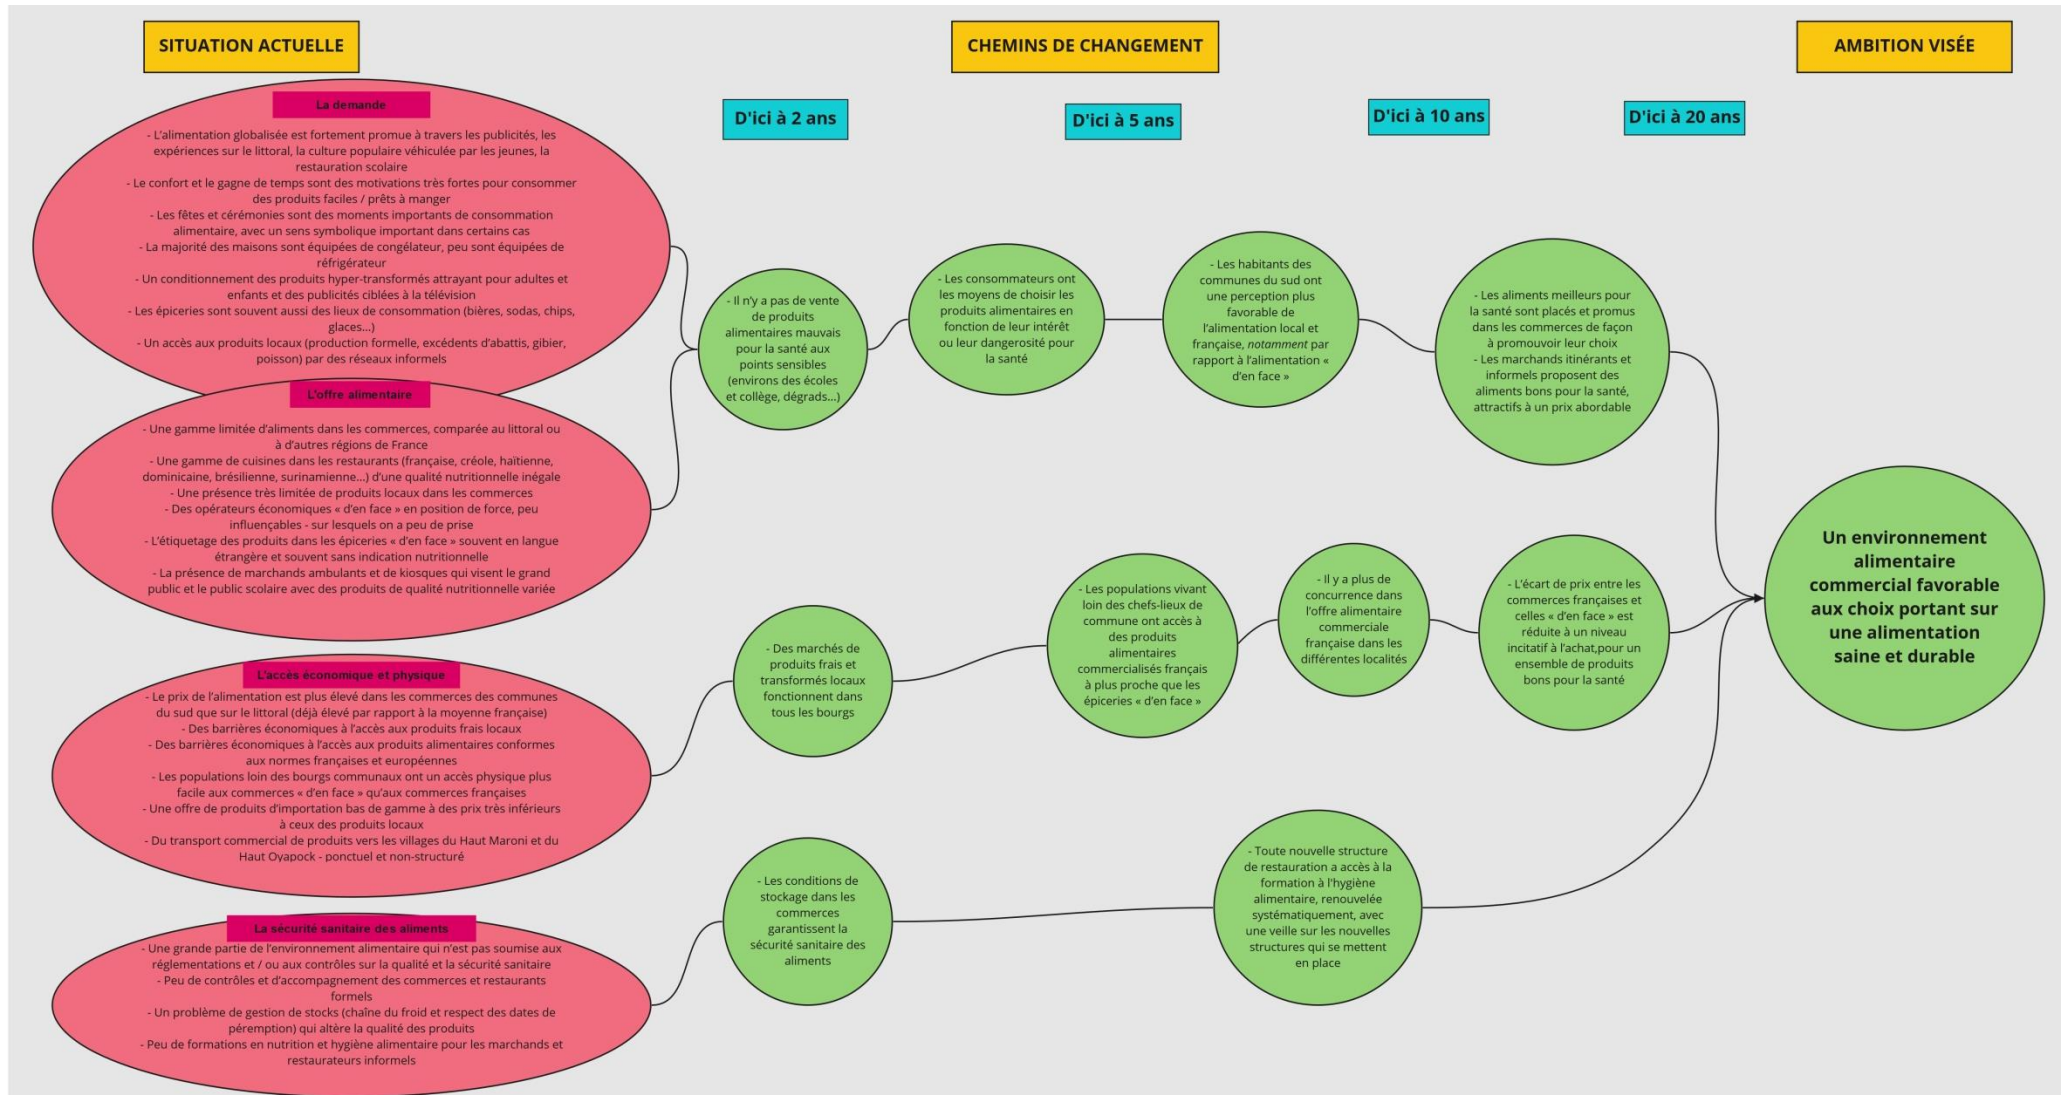 SITUATION ACTUELLE
CHEMINS DE CHANGEMENT
AMBITION VISÉE
D'ici à 2 ans
D'ici à 5 ans
D'ici à 10 ans
D'ici à 20 ans
La demande
- L'alimentation globalisée est fortement promue à travers les publicités, les
expériences sur le littoral, la culture populaire véhiculée par les jeunes, la
restauration scolaire
- Le confort et le gagne de temps sont des motivations très fortes pour consommer
des produits faciles / prêts à manger
- Les fêtes et cérémonies sont des moments importants de consommation
alimentaire, avec un sens symbolique important dans certains cas
- La majorité des maisons sont équipées de congélateur, peu sont équipées de
réfrigérateur
- Un conditionnement des produits hyper-transformés attrayant pour adultes et
enfants et des publicités ciblées à la télévision
- Les épiceries sont souvent aussi des lieux de consommation (bières, sodas, chips,
glaces...)
- Un accès aux produits locaux (production formelle, excédents d'abattis, gibier,
poisson) par des réseaux informels
L'offre alimentaire
- Une gamme limitée d'aliments dans les commerces, comparée au littoral ou
à d'autres régions de France
- Une gamme de cuisines dans les restaurants (française, créole, haïtienne,
dominicaine, brésilienne, surinamienne...) d'une qualité nutritionnelle inégale
- Une présence très limitée de produits locaux dans les commerces
- Des opérateurs économiques « d'en face » en position de force, peu
influençables - sur lesquels on a peu de prise
- L'étiquetage des produits dans les épiceries « d'en face » souvent en langue
étrangère et souvent sans indication nutritionnelle
- La présence de marchands ambulants et de kiosques qui visent le grand
public et le public scolaire avec des produits de qualité nutritionnelle variée
- Il n'y a pas de vente
de produits
alimentaires mauvais
pour la santé aux
points sensibles
(environs des écoles
et collège, dégrads...)
- Les consommateurs ont
les moyens de choisir les
produits alimentaires en
fonction de leur intérêt
ou leur dangerosité pour
la santé
- Les habitants des
communes du sud ont
une perception plus
favorable de
l'alimentation local et
française, notamment par
rapport à l'alimentation «
d'en face »
- Les aliments meilleurs pour
la santé sont placés et promus
dans les commerces de façon
à promouvoir leur choix
- Les marchands itinérants et
informels proposent des
aliments bons pour la santé,
attractifs à un prix abordable
L'accès économique et physique
- Le prix de l'alimentation est plus élevé dans les commerces des communes
du sud que sur le littoral (déjà élevé par rapport à la moyenne française)
- Des barrières économiques à l'accès aux produits frais locaux
- Des barrières économiques à l'accès aux produits alimentaires conformes
aux normes françaises et européennes
- Les populations loin des bourgs communaux ont un accès physique plus
facile aux commerces « d'en face » qu'aux commerces françaises
- Une offre de produits d'importation bas de gamme à des prix très inférieurs
à ceux des produits locaux
- Du transport commercial de produits vers les villages du Haut Maroni et du
Haut Oyapock - ponctuel et non-structuré
- Des marchés de
produits frais et
transformés locaux
fonctionnent dans
tous les bourgs
- Les populations vivant
loin des chefs-lieux de
commune ont accès à
des produits
alimentaires
commercialisés français
à plus proche que les
épiceries « d'en face »
- Il y a plus de
concurrence dans
l'offre alimentaire
commerciale
française dans les
différentes localités
- L'écart de prix entre les
commerces françaises et
celles « d'en face » est
réduite à un niveau
incitatif à l'achat,pour un
ensemble de produits
bons pour la santé
La sécurité sanitaire des aliments
- Une grande partie de l'environnement alimentaire qui n'est pas soumise aux
réglementations et / ou aux contrôles sur la qualité et la sécurité sanitaire
- Peu de contrôles et d'accompagnement des commerces et restaurants
formels
- Un problème de gestion de stocks (chaîne du froid et respect des dates de
péremption) qui altère la qualité des produits
- Peu de formations en nutrition et hygiène alimentaire pour les marchands et
restaurateurs informels
- Les conditions de
stockage dans les
commerces
garantissent la
sécurité sanitaire des
aliments
- Toute nouvelle structure
de restauration a accès à la
formation à l'hygiène
alimentaire, renouvelée
systématiquement, avec
une veille sur les nouvelles
structures qui se mettent
en place
Un environnement
alimentaire
commercial favorable
aux choix portant sur
une alimentation
saine et durable